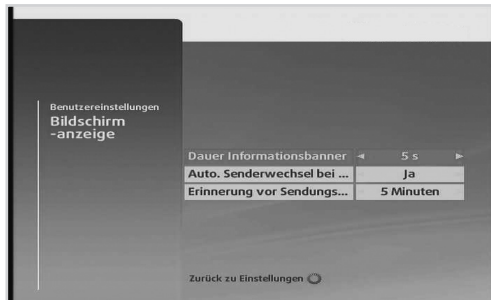 Benutzereinstellungen
Bildschirm
-anzeige
Dauer Informationsbanner ◄ 5 s ►
Auto. Senderwechsel bei ... Ja
Erinnerung vor Sendungs... 5 Minuten
Zurück zu Einstellungen